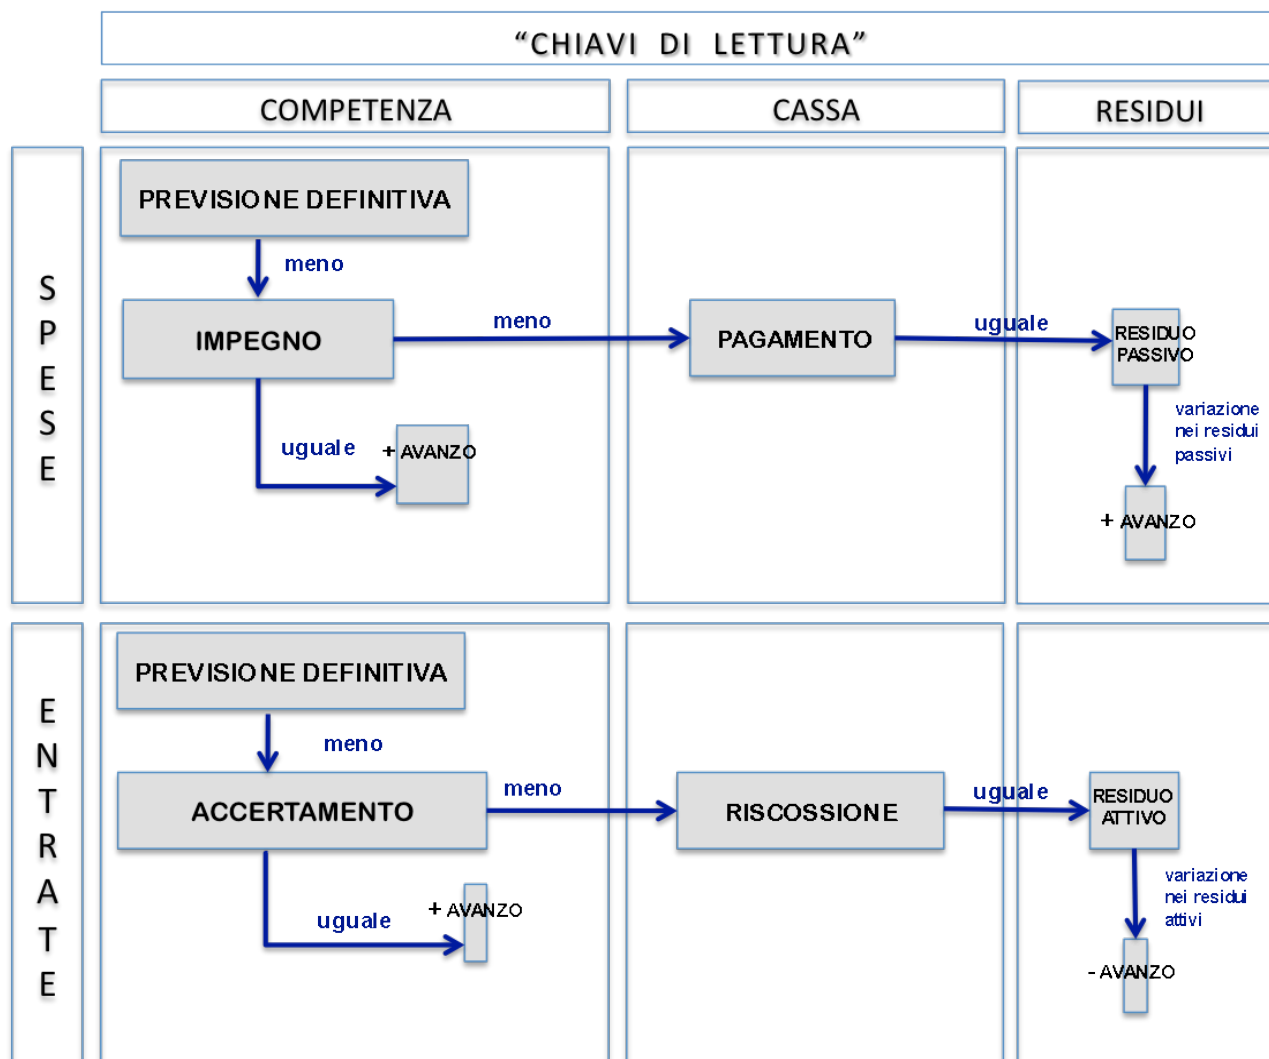 “CHIAVI DI LETTURA”
COMPETENZA
CASSA
RESIDUI
SPESE
PREVISIONE DEFINITIVA
meno
IMPEGNO
meno
PAGAMENTO
uguale
RESIDUO
PASSIVO
uguale
+ AVANZO
variazione
nei residui
passivi
+ AVANZO
ENTRATE
PREVISIONE DEFINITIVA
meno
ACCERTAMENTO
meno
RISCOSSIONE
uguale
RESIDUO
ATTIVO
uguale
+ AVANZO
variazione
nei residui
attivi
- AVANZO